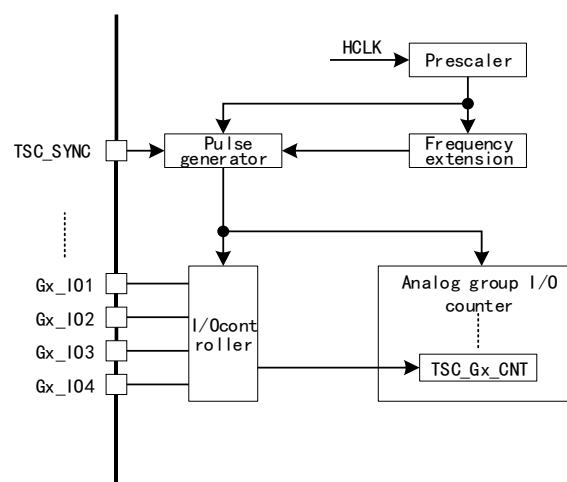 HCLK
Prescaler
TSC_SYNC
Pulse
generator
Frequency
extension
Gx_IO1
Gx_IO2
Gx_IO3
Gx_IO4
I/Ocont
roller
Analog group I/O
counter
TSC_Gx_CNT